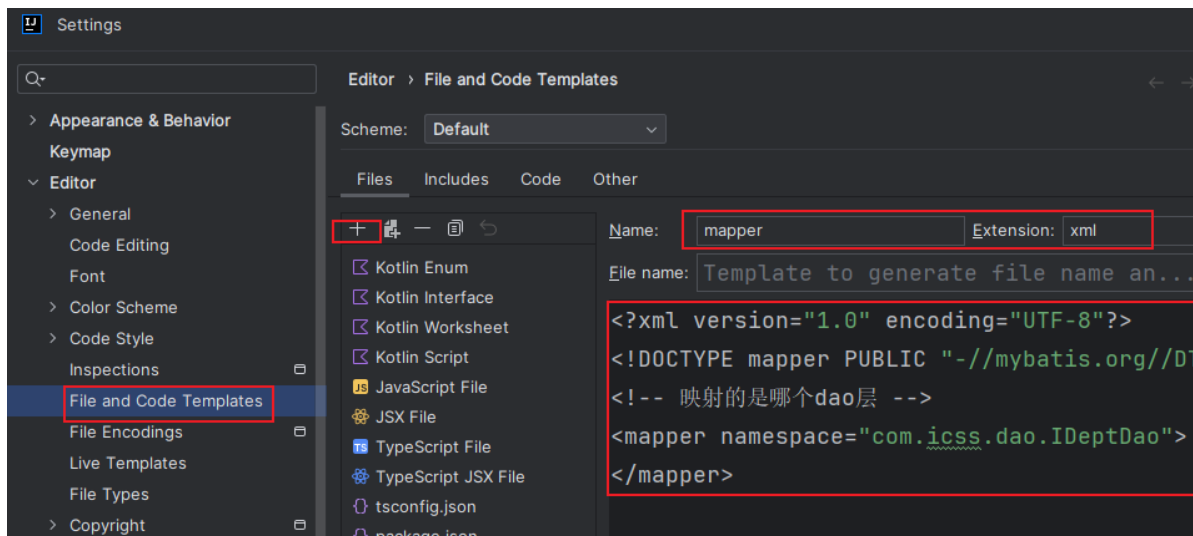 Settings
Editor › File and Code Templates
Appearance & Behavior
Scheme: Default
Keymap
Files Includes Code Other
Editor
General
Name: mapper Extension: xml
Code Editing
Kotlin Enum
File name: Template to generate file name an...
Font
Kotlin Interface
Color Scheme
<?xml version="1.0" encoding="UTF-8"?>
Kotlin Worksheet
Code Style
Kotlin Script
<!DOCTYPE mapper PUBLIC "-//mybatis.org//DT
Inspections
JavaScript File
<!-- 映射的是哪个dao层 -->
File and Code Templates
JSX File
File Encodings
<mapper namespace="com.icss.dao.IDeptDao">
TypeScript File
Live Templates
TypeScript JSX File
</mapper>
File Types
tsconfig.json
Copyright
package.json